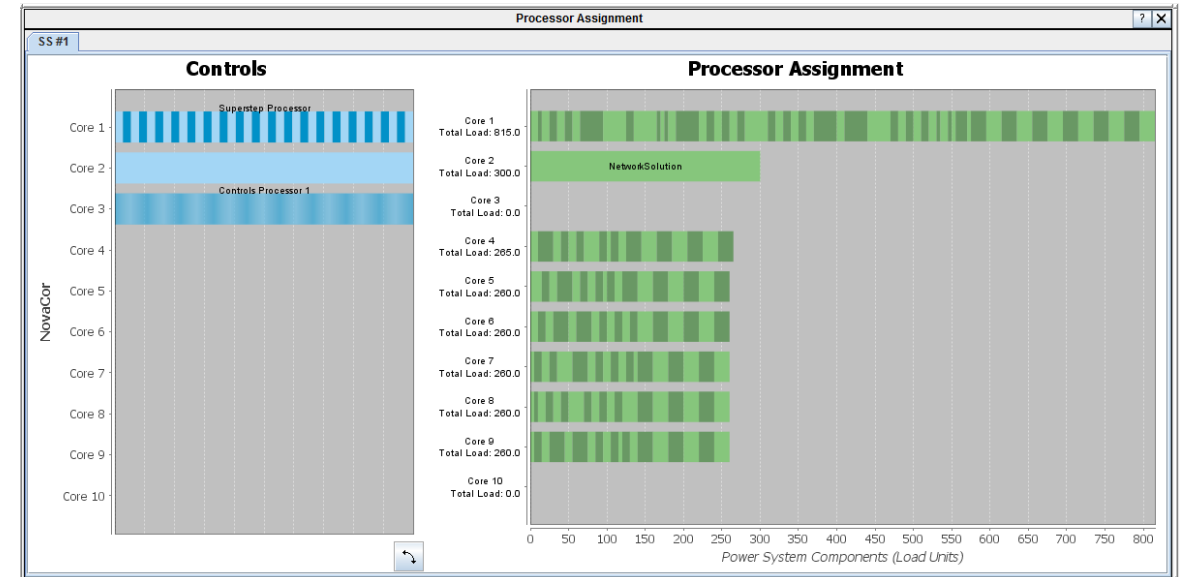 Processor Assignment
?
X
SS #1
Controls
NovaCor
Core 1
Superstep Processor
Core 2
Controls Processor 1
Core 3
Core 4
Core 5
Core 6
Core 7
Core 8
Core 9
Core 10
Processor Assignment
Core 1
Total Load: 815.0
Core 2
Total Load: 300.0
NetworkSolution
Core 3
Total Load: 0.0
Core 4
Total Load: 265.0
Core 5
Total Load: 260.0
Core 6
Total Load: 260.0
Core 7
Total Load: 260.0
Core 8
Total Load: 260.0
Core 9
Total Load: 260.0
Core 10
Total Load: 0.0
0 50 100 150 200 250 300 350 400 450 500 550 600 650 700 750 800
Power System Components (Load Units)